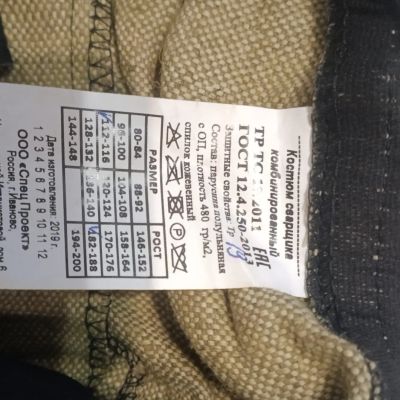 Костюм сварщика
комбинированный
ТР ТС 2011 ЕАС
ГОСТ 12.4.250-2013
Защитные свойства: Тр
Состав: парусина полульняная
с ОП, плотность 480 гр/м2,
спилок кожевенный
РАЗМЕР РОСТ
80-84 88-92 146-152
96-100 104-108 158-164
112-116 120-124 170-176
128-132 136-140 182-188
144-148 194-200
Дата изготовления: 2019 г.
1 2 3 4 5 6 7 8 9 10 11 12
ООО «Спец Проект»
Россия, г.Иваново,